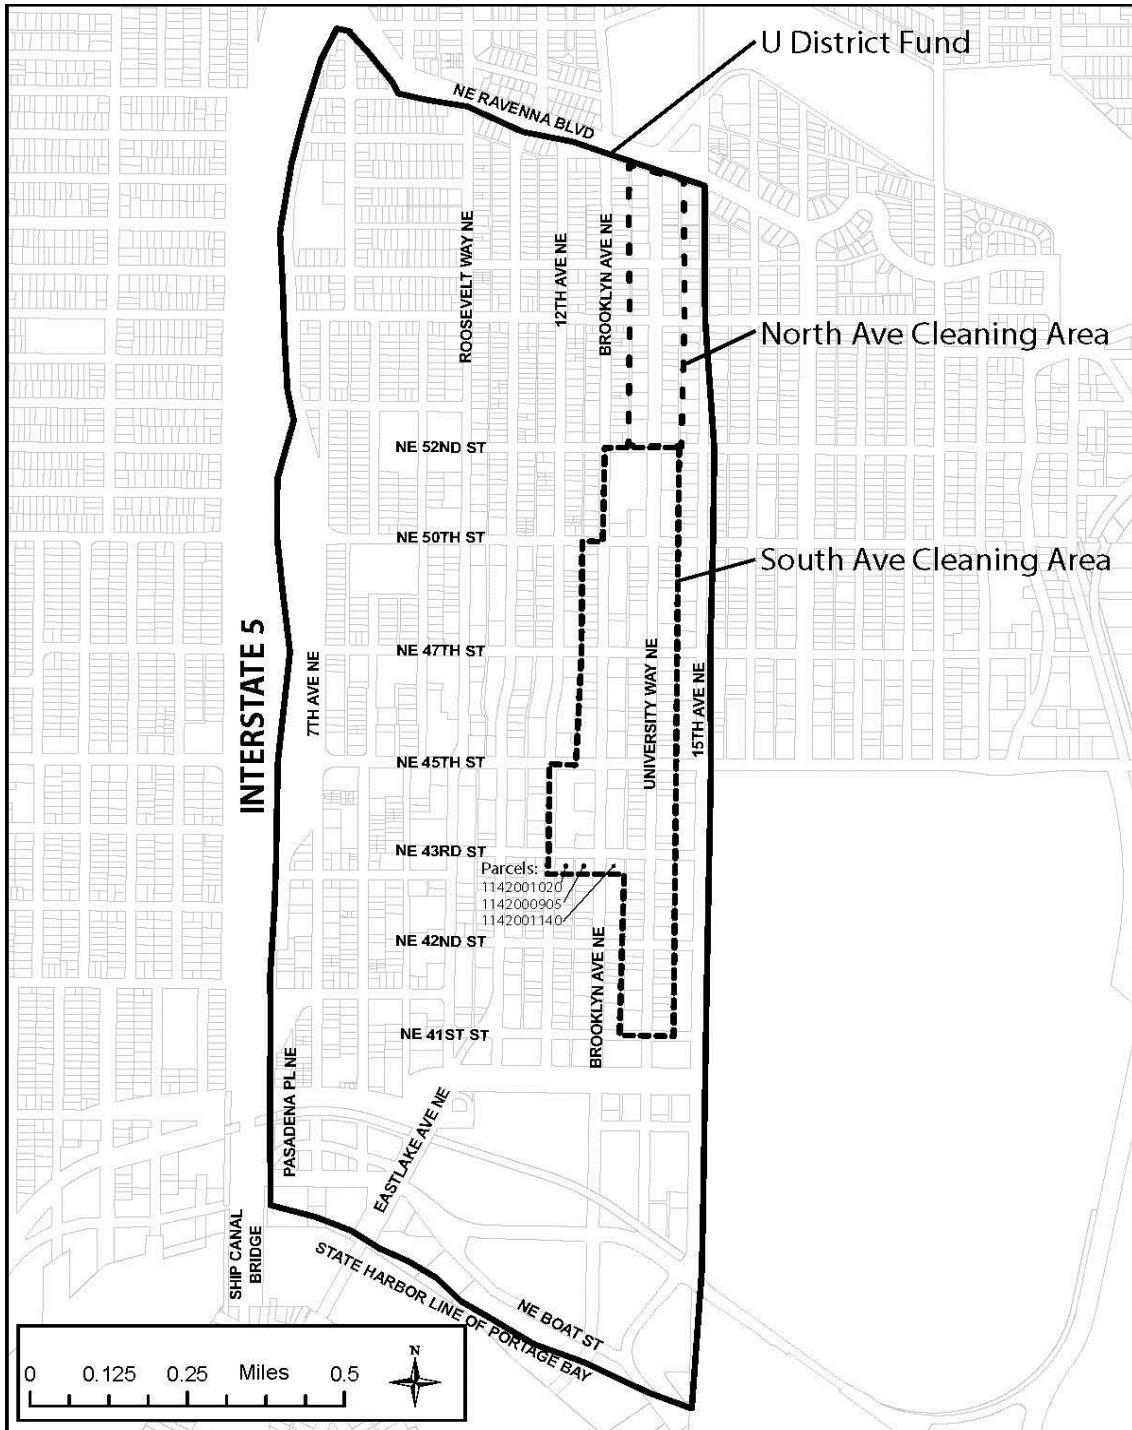 U District Fund
NE RAVENNA BLVD
ROOSEVELT WAY NE
12TH AVE NE
BROOKLYN AVE NE
North Ave Cleaning Area
NE 52ND ST
NE 50TH ST
South Ave Cleaning Area
INTERSTATE 5
7TH AVE NE
NE 47TH ST
UNIVERSITY WAY NE
15TH AVE NE
NE 45TH ST
NE 43RD ST
Parcels:
1142001020
1142000905
1142001140
NE 42ND ST
BROOKLYN AVE NE
NE 41ST ST
PASADENA PL NE
EASTLAKE AVE NE
SHIP CANAL
BRIDGE
STATE HARBOR LINE OF PORTAGE BAY
NE BOAT ST
N
0 0.125 0.25 Miles 0.5